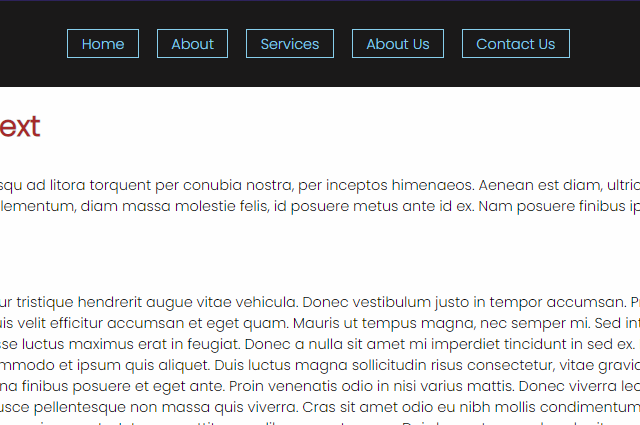 Home About Services About Us Contact Us
ext
squ ad litora torquent per conubia nostra, per inceptos himenaeos. Aenean est diam, ultric
lementum, diam massa molestie felis, id posuere metus ante id ex. Nam posuere finibus ip
ur tristique hendrerit augue vitae vehicula. Donec vestibulum justo in tempor accumsan. Pr
uis velit efficitur accumsan et eget quam. Mauris ut tempus magna, nec semper mi. Sed int
sse luctus maximus erat in feugiat. Donec a nulla sit amet mi imperdiet tincidunt in sed ex.
mmodo et ipsum quis aliquet. Duis luctus magna sollicitudin risus consectetur, vitae gravid
na finibus posuere et eget ante. Proin venenatis odio in nisi varius mattis. Donec viverra lec
usce pellentesque non massa quis viverra. Cras sit amet odio eu nibh mollis condimentum